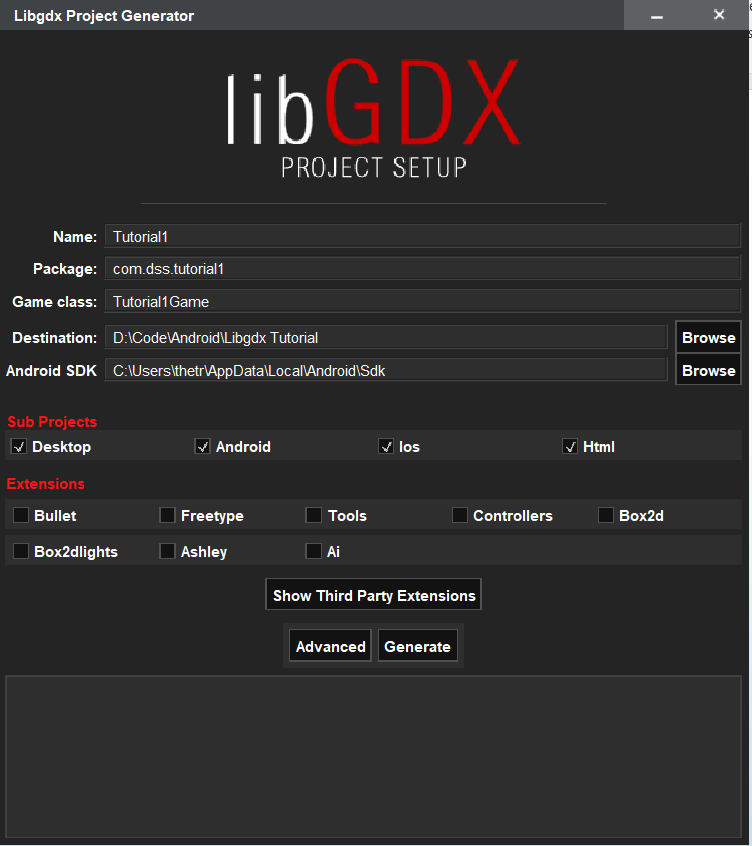 Libgdx Project Generator
libGDX
PROJECT SETUP
Name: Tutorial1
Package: com.dss.tutorial1
Game class: Tutorial1Game
Destination: D:\Code\Android\Libgdx Tutorial Browse
Android SDK C:\Users\thetr\AppData\Local\Android\Sdk Browse
Sub Projects
Desktop Android Ios Html
Extensions
Bullet Freetype Tools Controllers Box2d
Box2dlights Ashley Ai
Show Third Party Extensions
Advanced Generate